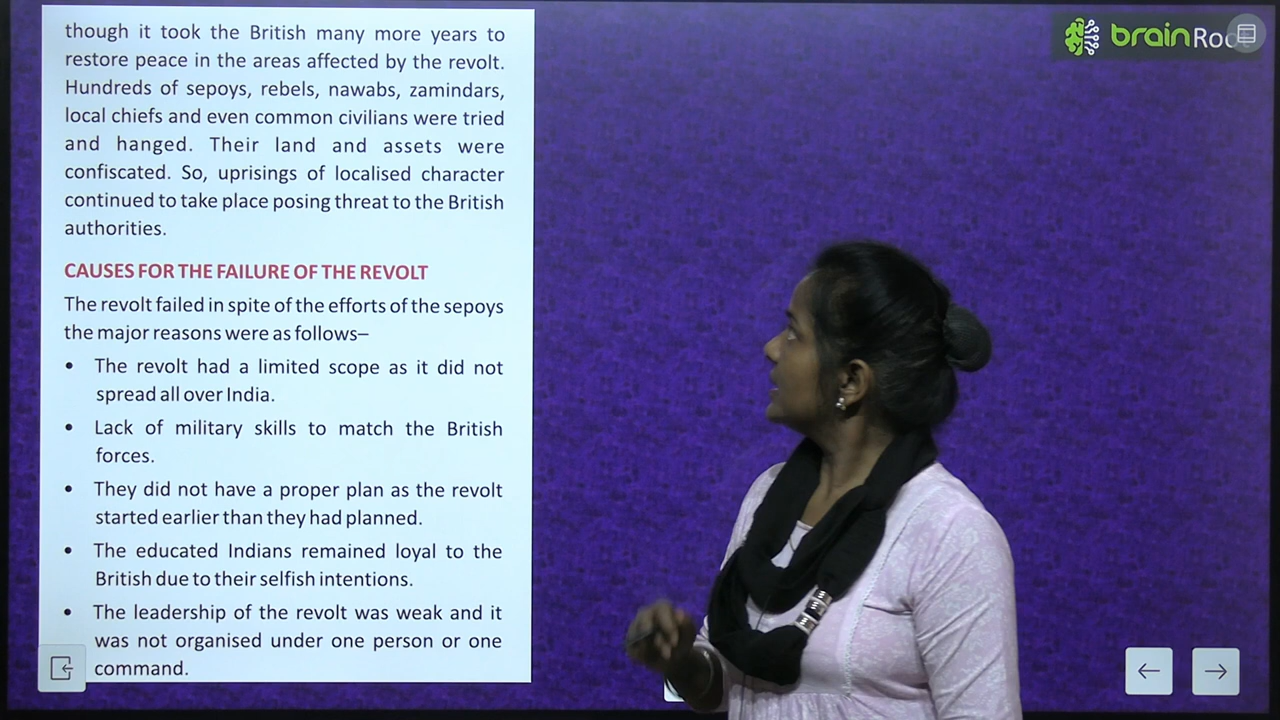 though it took the British many more years to
restore peace in the areas affected by the revolt.
Hundreds of sepoys, rebels, nawabs, zamindars,
local chiefs and even common civilians were tried
and hanged. Their land and assets were
confiscated. So, uprisings of localised character
continued to take place posing threat to the British
authorities.
CAUSES FOR THE FAILURE OF THE REVOLT
The revolt failed in spite of the efforts of the sepoys
the major reasons were as follows–
• The revolt had a limited scope as it did not
spread all over India.
• Lack of military skills to match the British
forces.
• They did not have a proper plan as the revolt
started earlier than they had planned.
• The educated Indians remained loyal to the
British due to their selfish intentions.
• The leadership of the revolt was weak and it
was not organised under one person or one
command.
brain